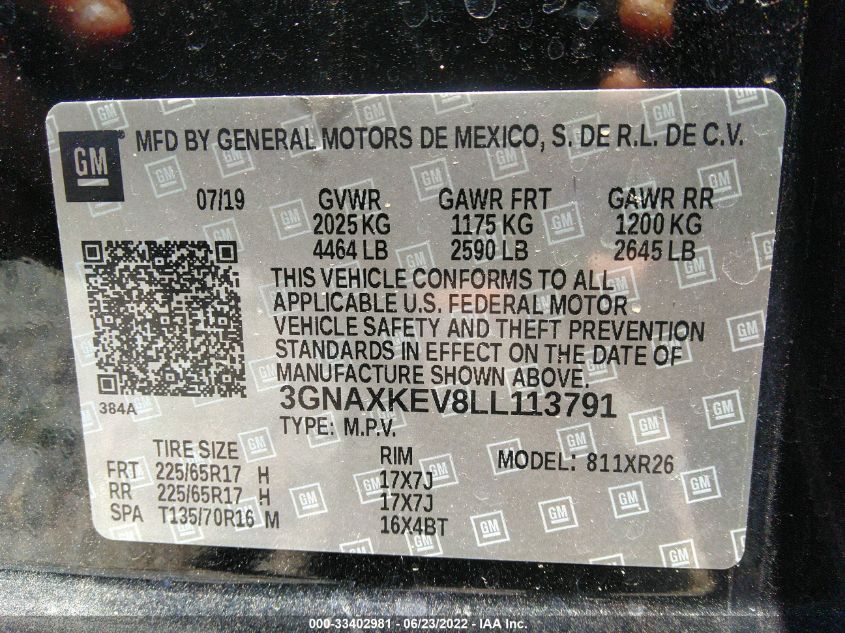 GM
MFD BY GENERAL MOTORS DE MEXICO, S. DE R.L. DE C.V.
07/19 GVWR GAWR FRT GAWR RR
2025 KG 1175 KG 1200 KG
4464 LB 2590 LB 2645 LB
THIS VEHICLE CONFORMS TO ALL
APPLICABLE U.S. FEDERAL MOTOR
VEHICLE SAFETY AND THEFT PREVENTION
STANDARDS IN EFFECT ON THE DATE OF
MANUFACTURE SHOWN ABOVE.
384A
3GNAXKEV8LL113791
TYPE: M.P.V.
TIRE SIZE RIM MODEL: 811XR26
FRT 225/65R17 H 17X7J
RR 225/65R17 H 17X7J
SPA T135/70R16 M 16X4BT
000-33402981 - 06/23/2022 - IAA Inc.